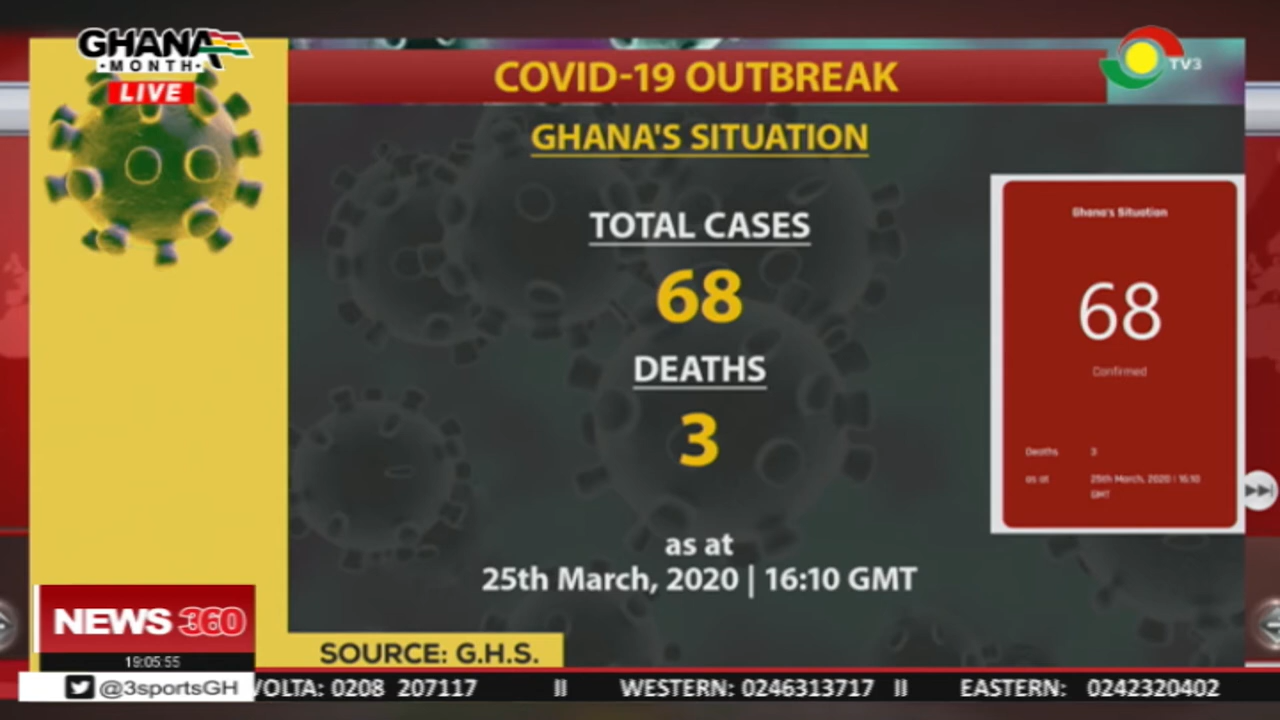 GHANA
-MONTH-
LIVE
COVID-19 OUTBREAK
TV3
GHANA'S SITUATION
TOTAL CASES
68
DEATHS
3
as at
25th March, 2020 | 16:10 GMT
Ghana's Situation
68
Confirmed
Deaths 3
as at 25th March, 2020 | 16:10
GMT
NEWS 360
19:05:55
SOURCE: G.H.S.
@3sportsGH
VOLTA: 0208 207117 || WESTERN: 0246313717 || EASTERN: 0242320402